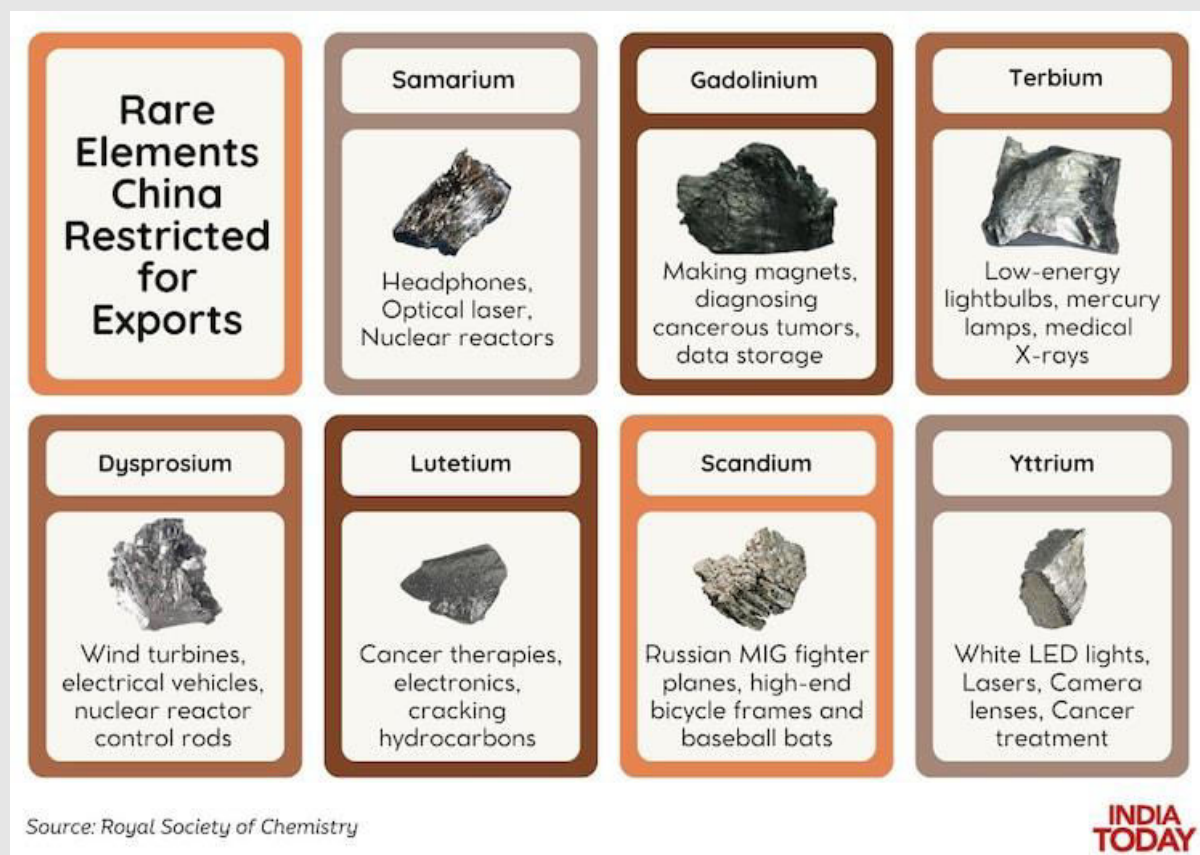 Rare
Elements
China
Restricted
for
Exports
Samarium
Headphones,
Optical laser,
Nuclear reactors
Gadolinium
Making magnets,
diagnosing
cancerous tumors,
data storage
Terbium
Low-energy
lightbulbs, mercury
lamps, medical
X-rays
Dysprosium
Wind turbines,
electrical vehicles,
nuclear reactor
control rods
Lutetium
Cancer therapies,
electronics,
cracking
hydrocarbons
Scandium
Russian MIG fighter
planes, high-end
bicycle frames and
baseball bats
Yttrium
White LED lights,
Lasers, Camera
lenses, Cancer
treatment
Source: Royal Society of Chemistry
INDIA
TODAY